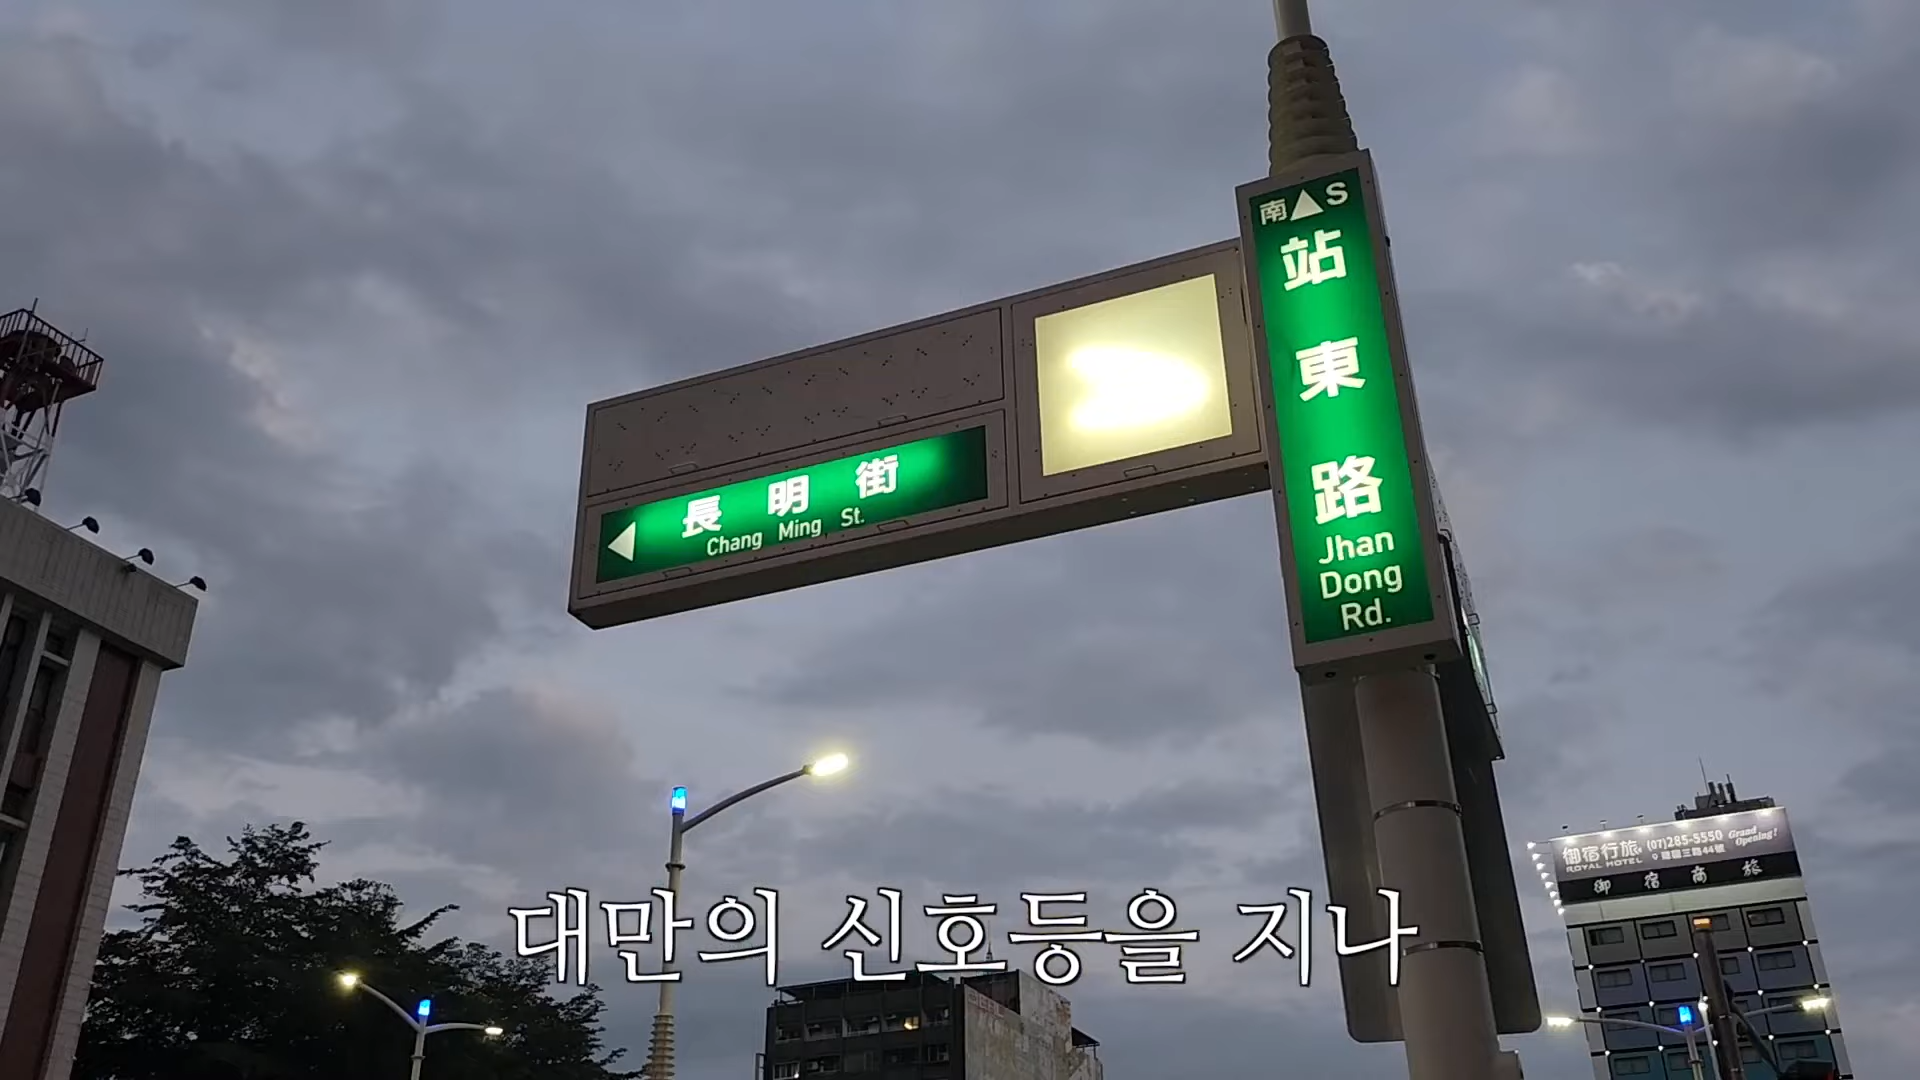 南▲S
站東路
Jhan
Dong
Rd.
◀ 長明街
Chang Ming St.
御宿行旅 (07)285-5550 Grand Opening!
ROYAL HOTEL
御宿商旅
대만의 신호등을 지나